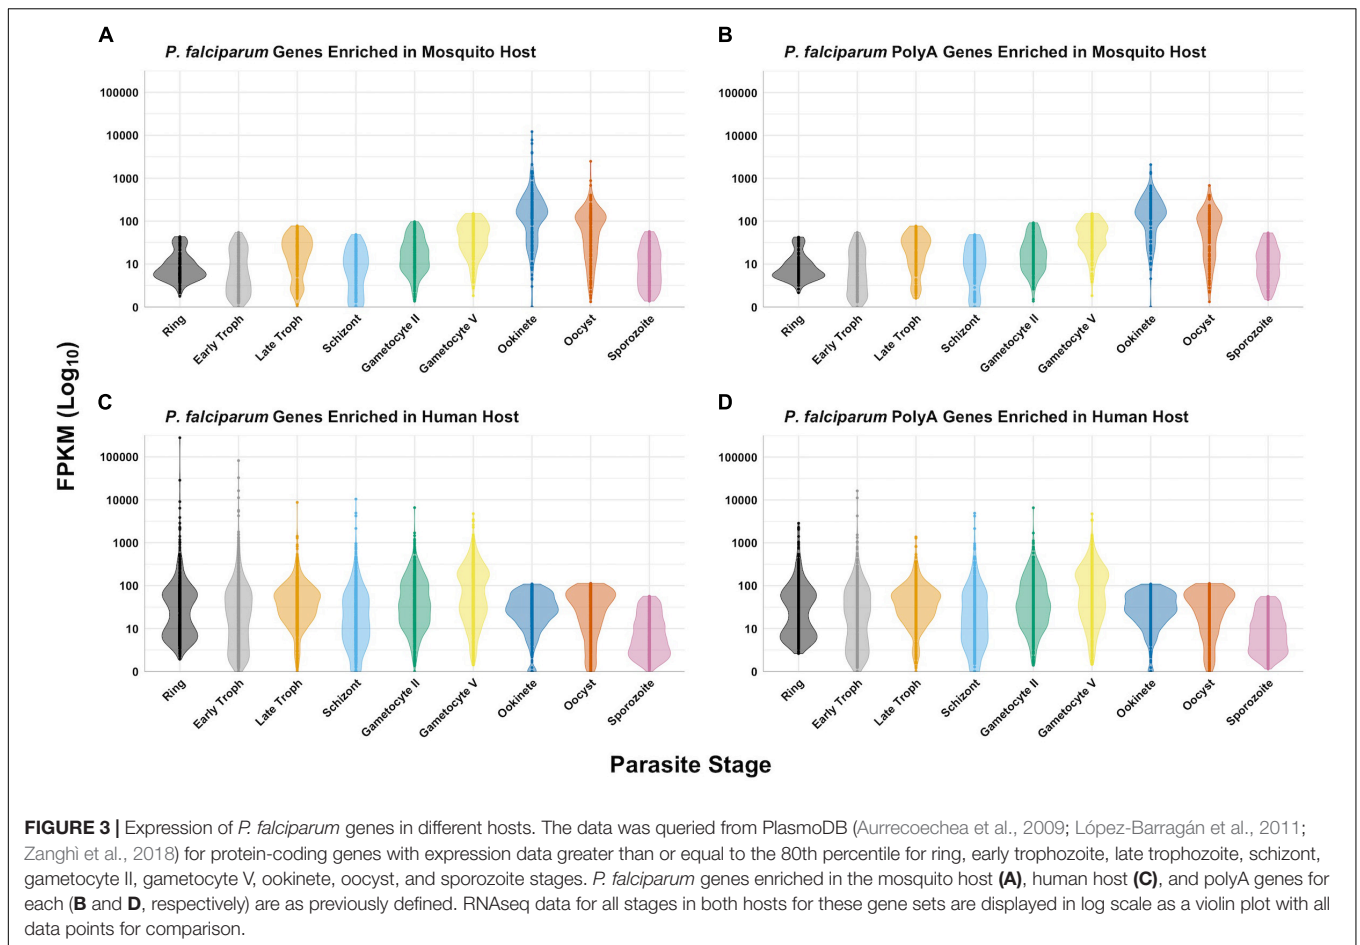 A
P. falciparum Genes Enriched in Mosquito Host
100000
10000
1000
100
10
0
Ring
Early Troph
Late Troph
Schizont
Gametocyte II
Gametocyte V
Ookinete
Oocyst
Sporozoite
B
P. falciparum PolyA Genes Enriched in Mosquito Host
100000
10000
1000
100
10
0
Ring
Early Troph
Late Troph
Schizont
Gametocyte II
Gametocyte V
Ookinete
Oocyst
Sporozoite
FPKM (Log10)
C
P. falciparum Genes Enriched in Human Host
100000
10000
1000
100
10
0
Ring
Early Troph
Late Troph
Schizont
Gametocyte II
Gametocyte V
Ookinete
Oocyst
Sporozoite
D
P. falciparum PolyA Genes Enriched in Human Host
100000
10000
1000
100
10
0
Ring
Early Troph
Late Troph
Schizont
Gametocyte II
Gametocyte V
Ookinete
Oocyst
Sporozoite
Parasite Stage
FIGURE 3 | Expression of P. falciparum genes in different hosts. The data was queried from PlasmoDB (Aurrecoechea et al., 2009; López-Barragán et al., 2011;
Zanghì et al., 2018) for protein-coding genes with expression data greater than or equal to the 80th percentile for ring, early trophozoite, late trophozoite, schizont,
gametocyte II, gametocyte V, ookinete, oocyst, and sporozoite stages. P. falciparum genes enriched in the mosquito host (A), human host (C), and polyA genes for
each (B and D, respectively) are as previously defined. RNAseq data for all stages in both hosts for these gene sets are displayed in log scale as a violin plot with all
data points for comparison.